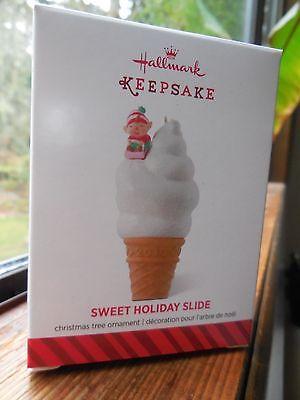 Hallmark
KEEPSAKE
SWEET HOLIDAY SLIDE
christmas tree ornament / décoration pour l'arbre de noël